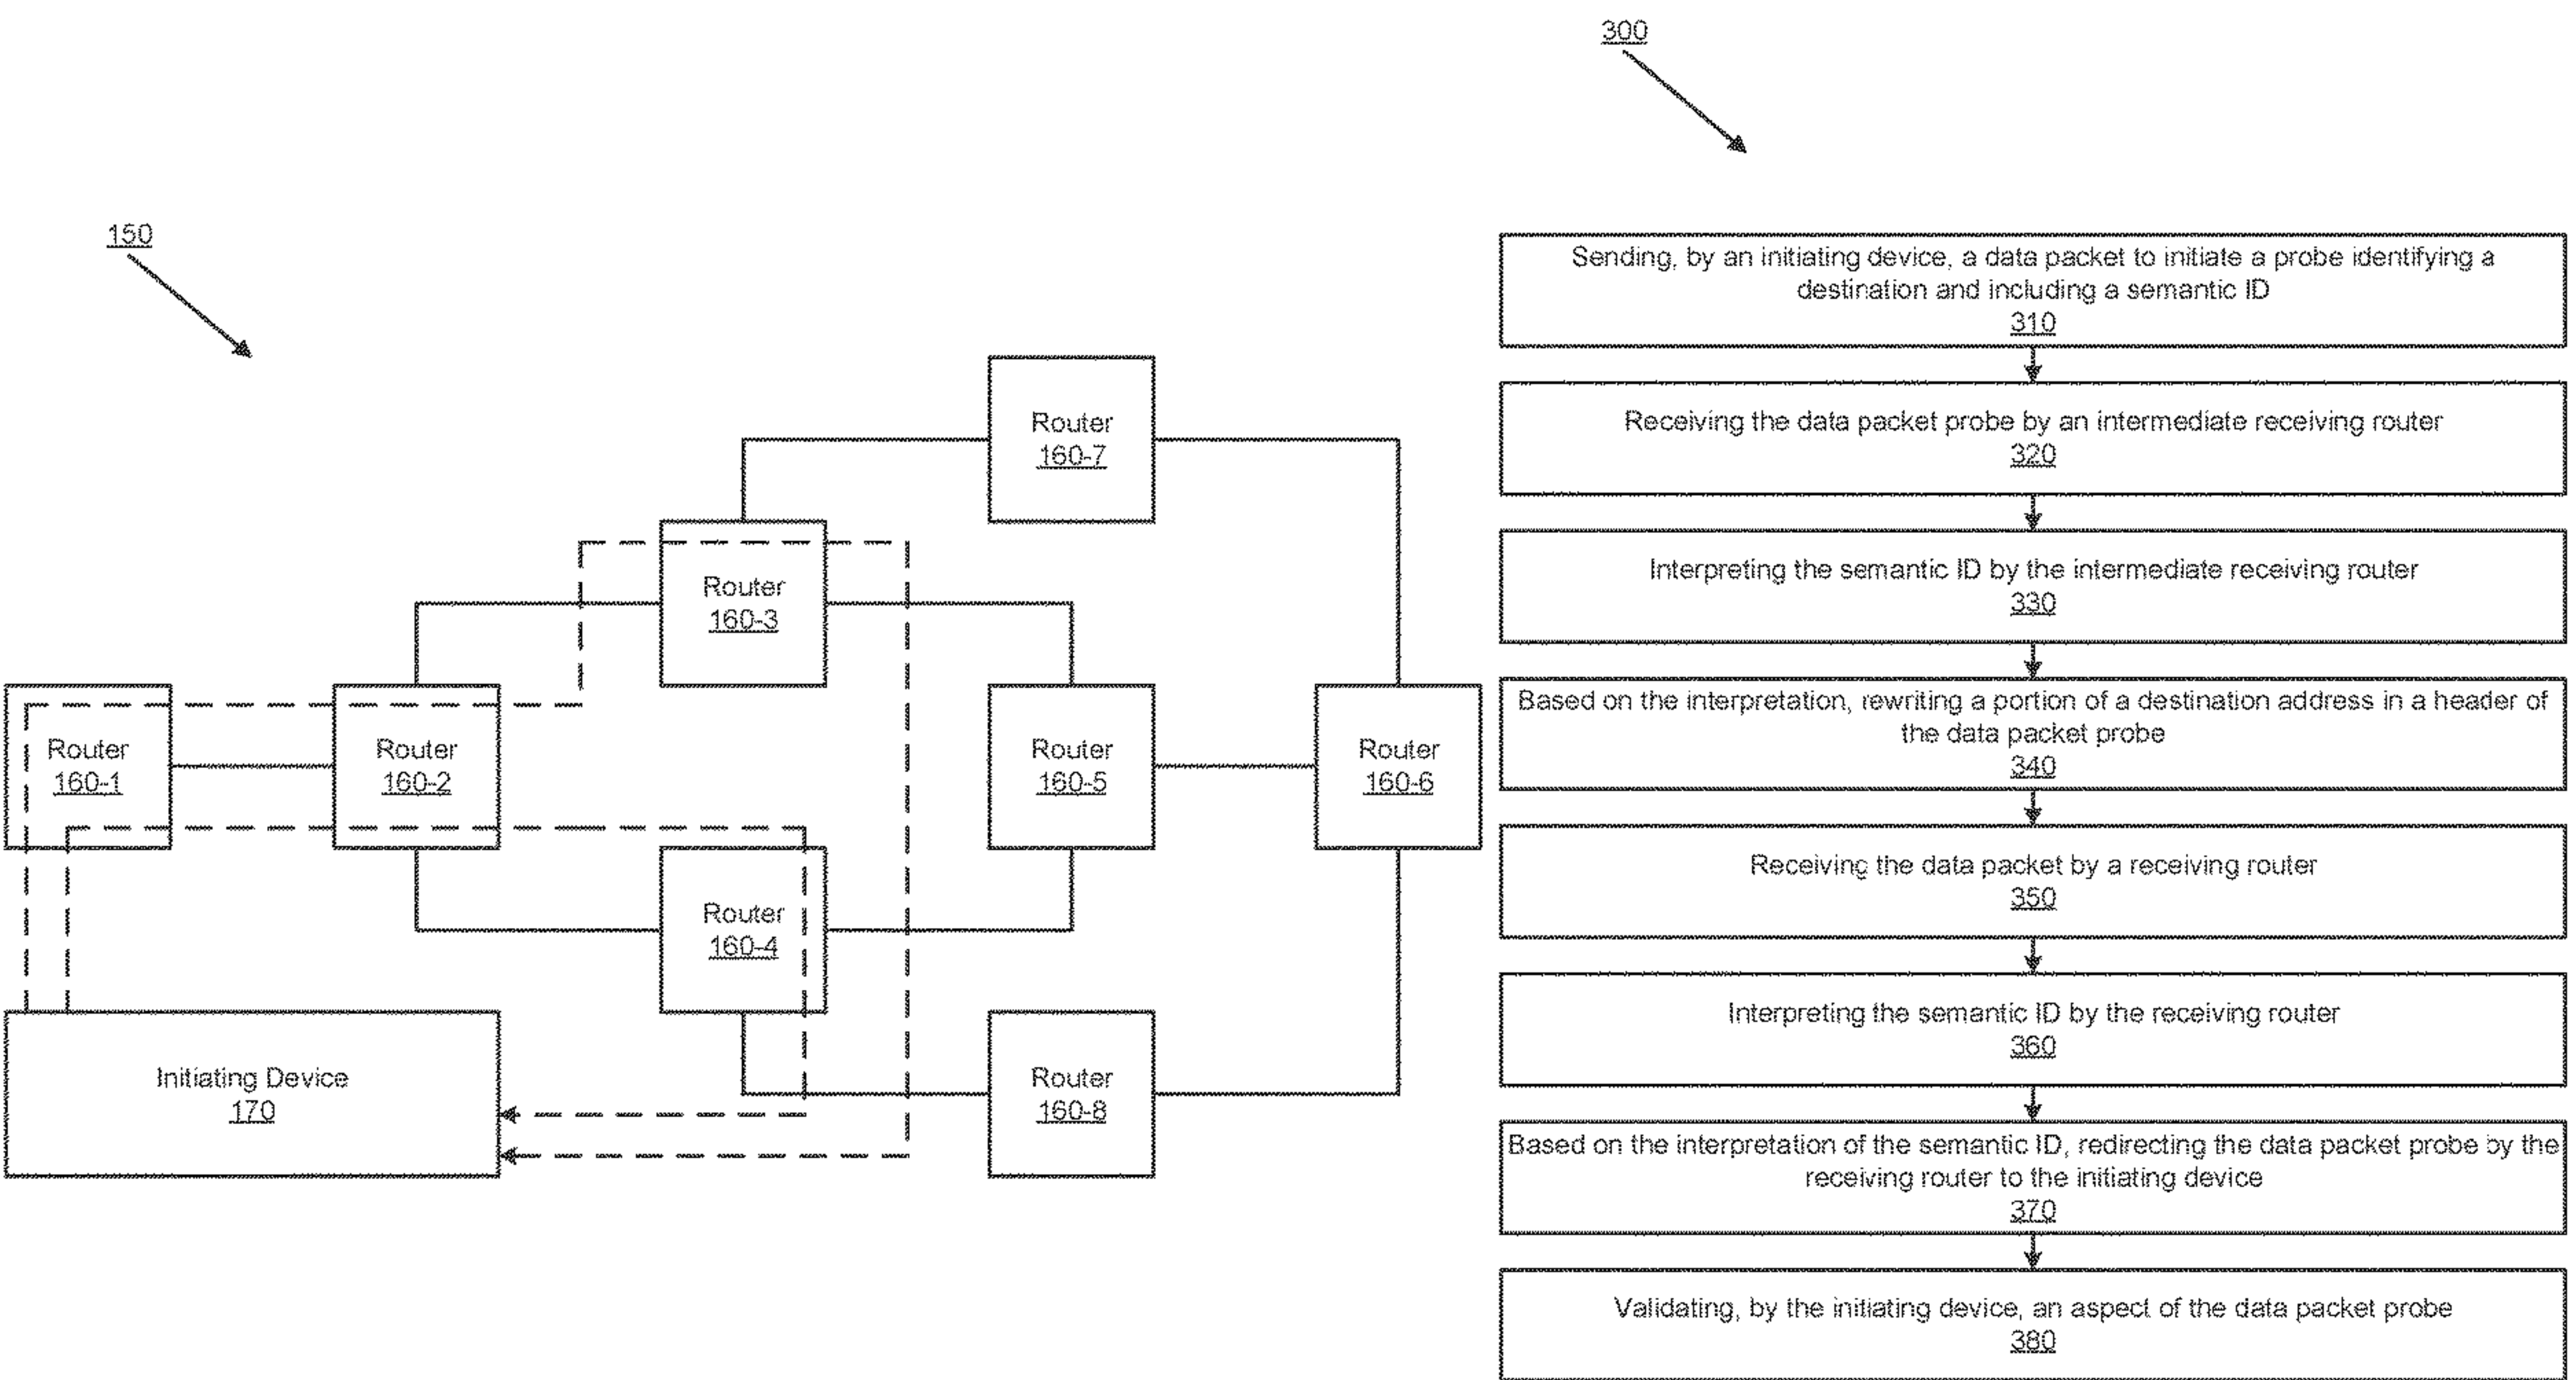 150
Router
160-7
Router
160-3
Router
160-1
Router
160-2
Router
160-5
Router
160-6
Router
160-4
Initiating Device
170
Router
160-8
300
Sending, by an initiating device, a data packet to initiate a probe identifying a
destination and including a semantic ID
310
Receiving the data packet probe by an intermediate receiving router
320
Interpreting the semantic ID by the intermediate receiving router
330
Based on the interpretation, rewriting a portion of a destination address in a header of
the data packet probe
340
Receiving the data packet by a receiving router
350
Interpreting the semantic ID by the receiving router
360
Based on the interpretation of the semantic ID, redirecting the data packet probe by the
receiving router to the initiating device
370
Validating, by the initiating device, an aspect of the data packet probe
380